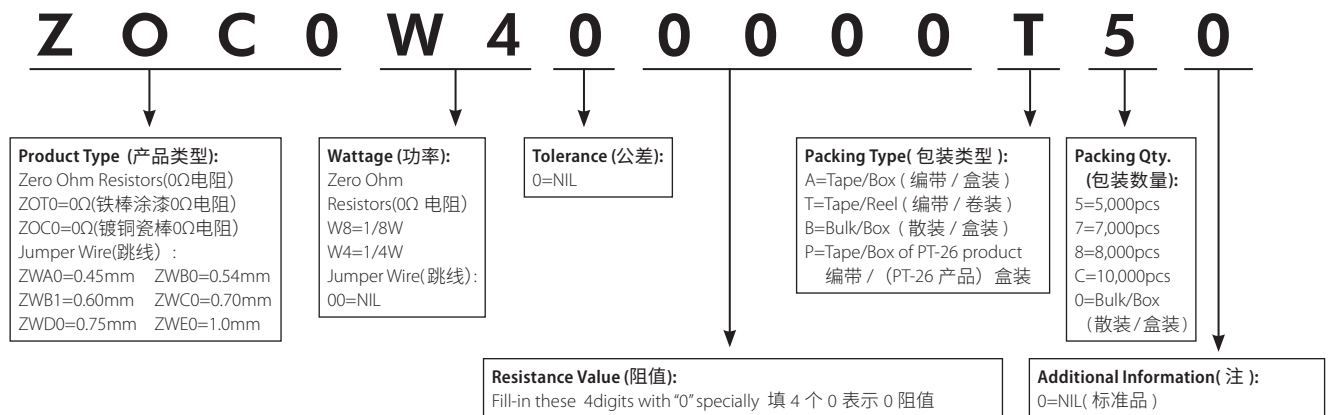 Z O C 0 W 4 0 0 0 0 0 T 5 0
Product Type (产品类型):
Zero Ohm Resistors(0Ω电阻)
ZOT0=0Ω(铁棒涂漆0Ω电阻)
ZOC0=0Ω(镀铜瓷棒0Ω电阻)
Jumper Wire(跳线) :
ZWA0=0.45mm ZWB0=0.54mm
ZWB1=0.60mm ZWC0=0.70mm
ZWD0=0.75mm ZWE0=1.0mm
Wattage (功率):
Zero Ohm
Resistors(0Ω 电阻)
W8=1/8W
W4=1/4W
Jumper Wire(跳线):
00=NIL
Tolerance (公差):
0=NIL
Packing Type( 包装类型 ):
A=Tape/Box ( 编带 / 盒装 )
T=Tape/Reel ( 编带 / 卷装 )
B=Bulk/Box ( 散装 / 盒装 )
P=Tape/Box of PT-26 product
编带 / (PT-26 产品) 盒装
Packing Qty.
(包装数量):
5=5,000pcs
7=7,000pcs
8=8,000pcs
C=10,000pcs
0=Bulk/Box
(散装/盒装)
Resistance Value (阻值):
Fill-in these 4digits with “0” specially 填 4 个 0 表示 0 阻值
Additional Information( 注 ):
0=NIL( 标准品 )